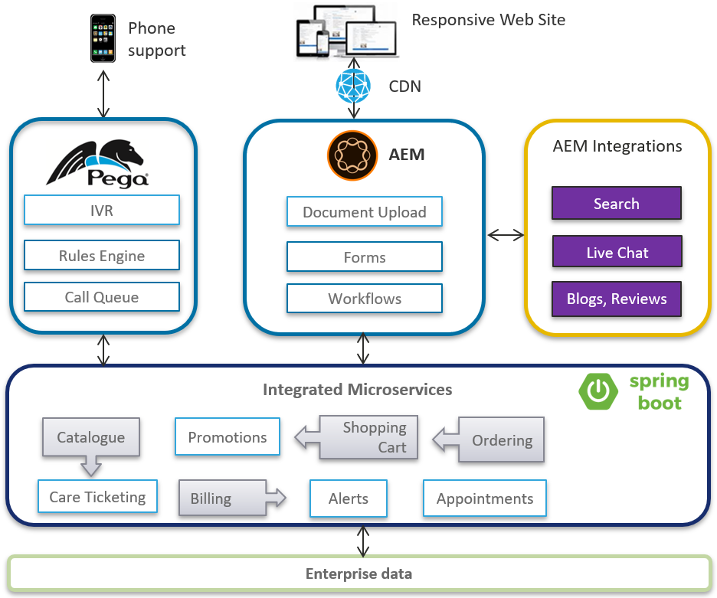 Phone
support
Responsive Web Site
CDN
Pega
IVR
Rules Engine
Call Queue
AEM
Document Upload
Forms
Workflows
AEM Integrations
Search
Live Chat
Blogs, Reviews
Integrated Microservices
spring
boot
Catalogue
Promotions
Shopping
Cart
Ordering
Care Ticketing
Billing
Alerts
Appointments
Enterprise data